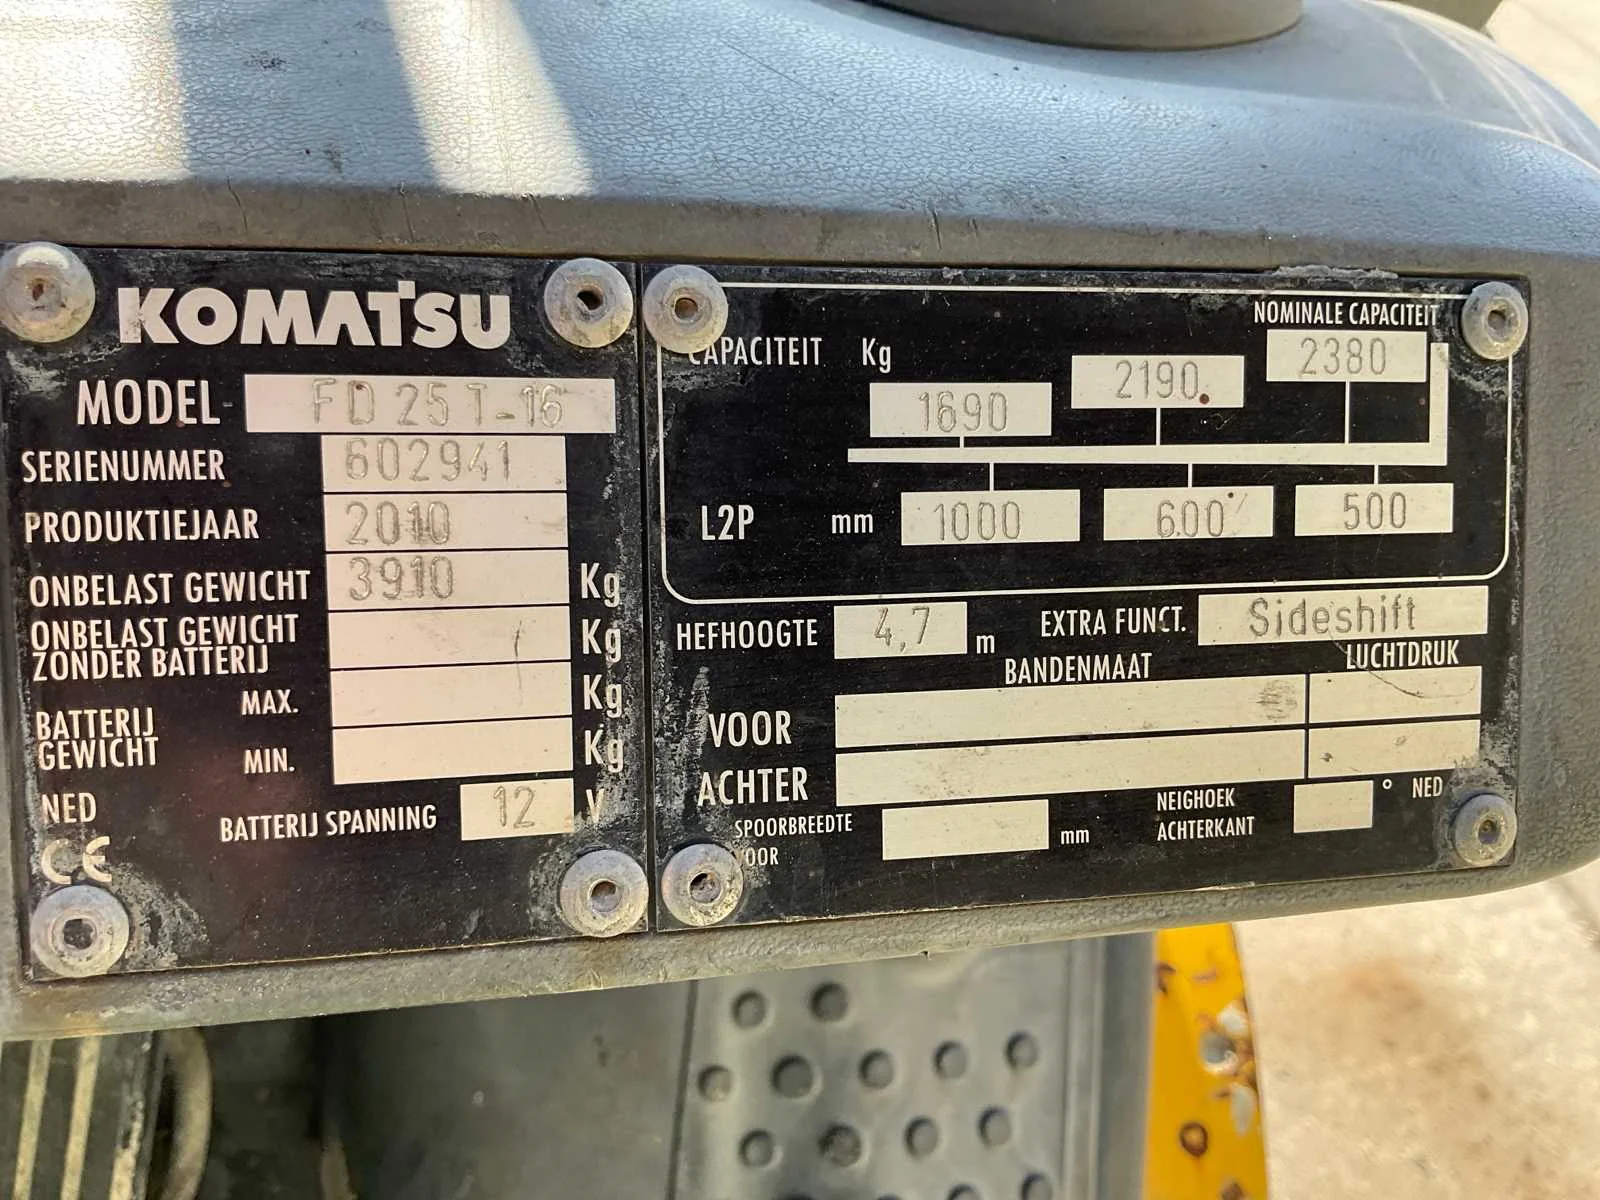 KOMATSU
MODEL FD25T-16
SERIENUMMER 602941
PRODUKTIEJAAR 2010
ONBELAST GEWICHT 3910 Kg
ONBELAST GEWICHT
ZONDER BATTERIJ / Kg
BATTERIJ GEWICHT MAX. Kg
MIN. Kg
NED
BATTERIJ SPANNING 12 V
CE
NOMINALE CAPACITEIT
CAPACITEIT Kg 1690 2190 2380
L2P mm 1000 600 500
HEFHOOGTE 4,7 m EXTRA FUNCT. Sideshift
BANDENMAAT LUCHTDRUK
VOOR
ACHTER
SPOORBREEDTE
VOOR mm
NEIGHOEK
ACHTERKANT ° NED